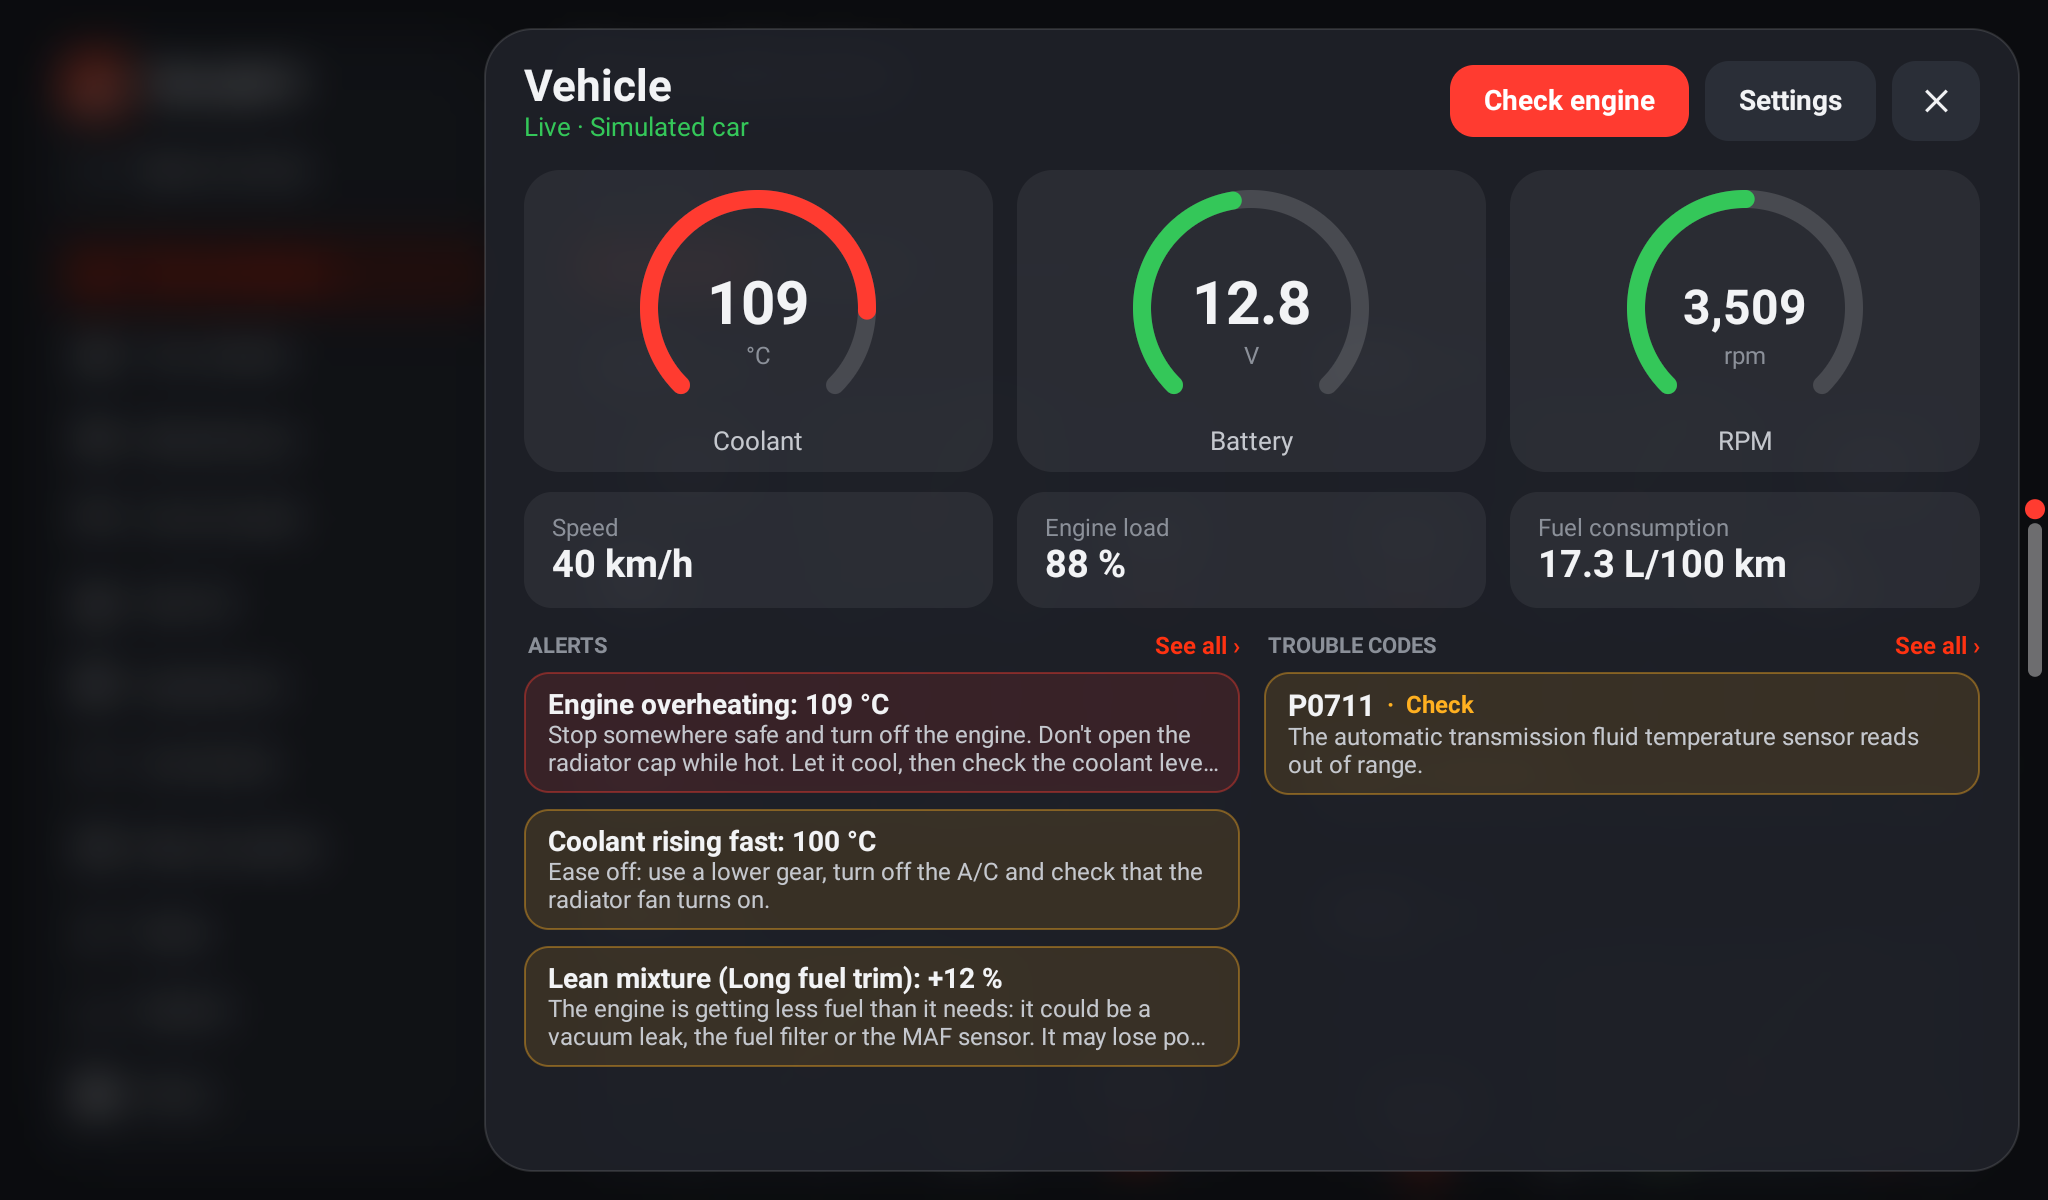 Vehicle
Live · Simulated car
Check engine
Settings
109
°C
Coolant
12.8
V
Battery
3,509
rpm
RPM
Speed
40 km/h
Engine load
88 %
Fuel consumption
17.3 L/100 km
ALERTS
See all ›
Engine overheating: 109 °C
Stop somewhere safe and turn off the engine. Don't open the
radiator cap while hot. Let it cool, then check the coolant leve...
Coolant rising fast: 100 °C
Ease off: use a lower gear, turn off the A/C and check that the
radiator fan turns on.
Lean mixture (Long fuel trim): +12 %
The engine is getting less fuel than it needs: it could be a
vacuum leak, the fuel filter or the MAF sensor. It may lose po...
TROUBLE CODES
See all ›
P0711 · Check
The automatic transmission fluid temperature sensor reads
out of range.